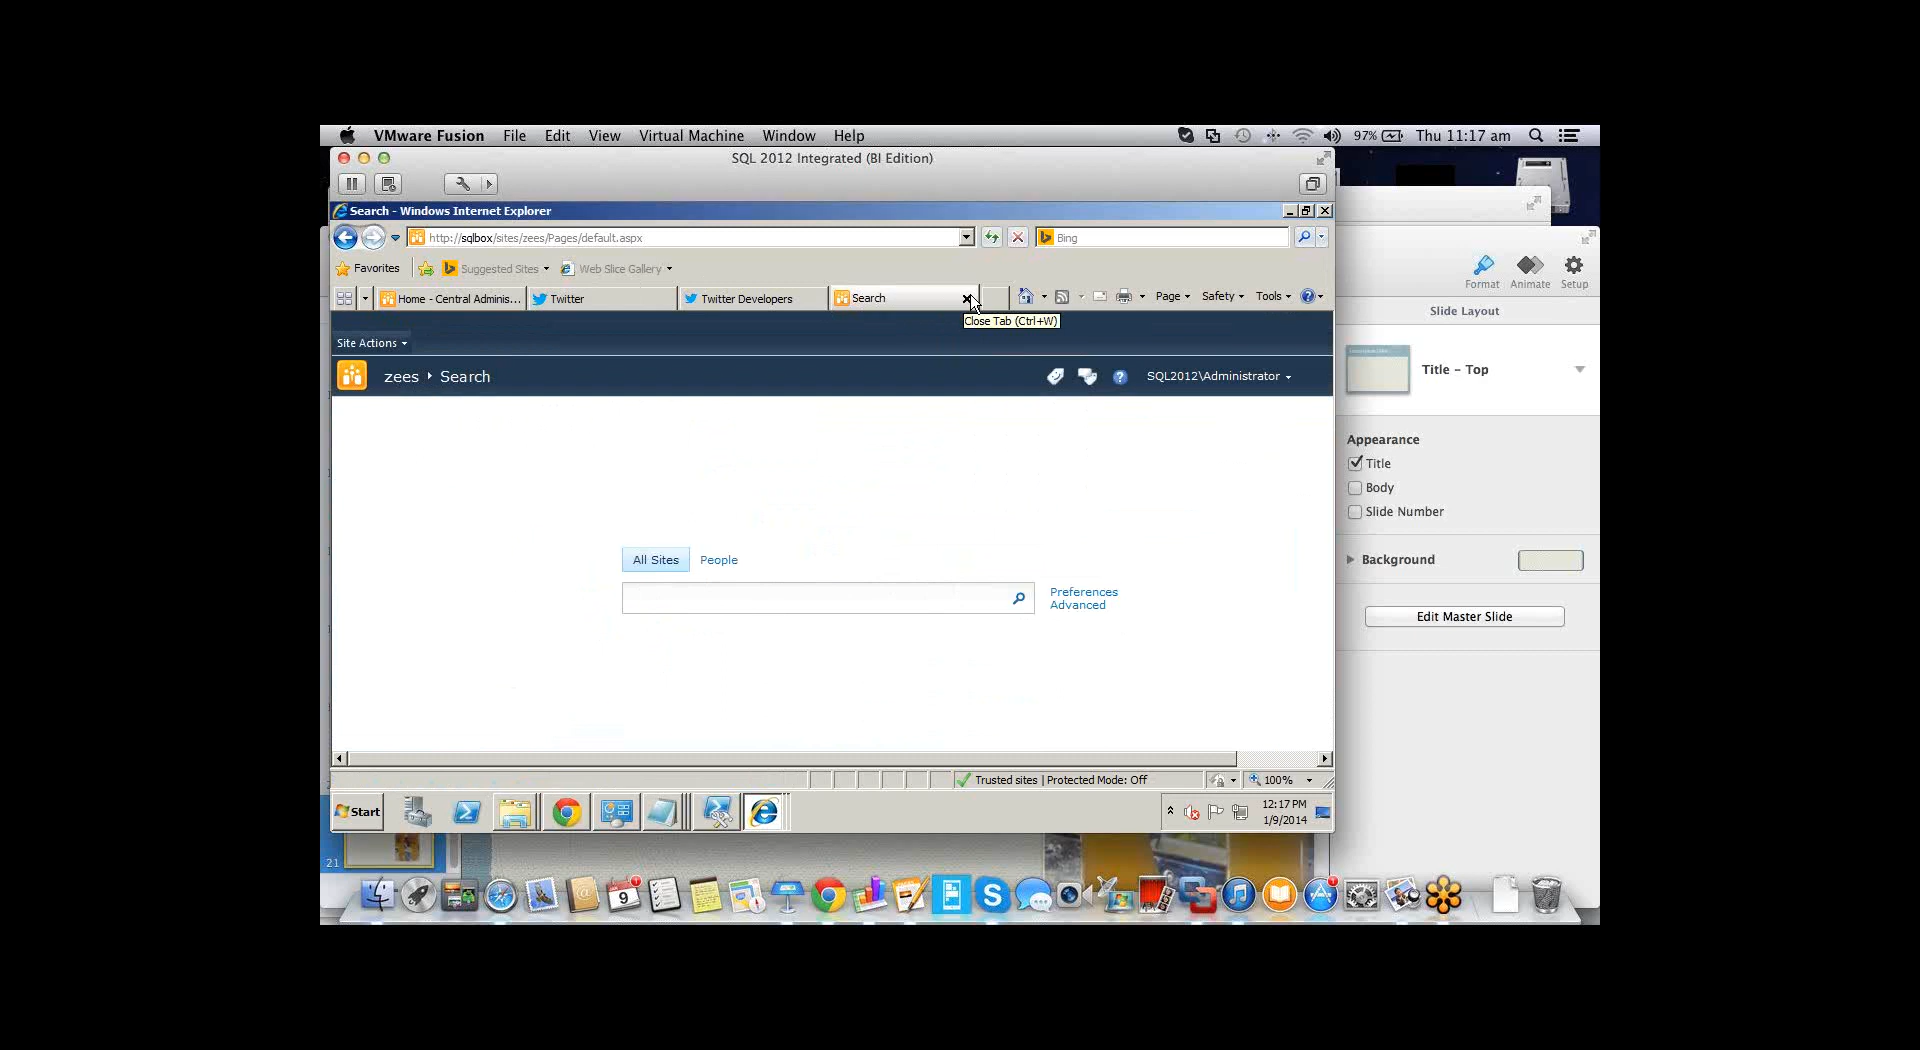 VMware Fusion File Edit View Virtual Machine Window Help 97% Thu 11:17 am
SQL 2012 Integrated (BI Edition)
Search - Windows Internet Explorer
http://sqlbox/sites/zees/Pages/default.aspx Bing
Favorites Suggested Sites Web Slice Gallery
Home - Central Adminis... Twitter Twitter Developers Search Page Safety Tools
Close Tab (Ctrl+W)
Site Actions
zees Search SQL2012\Administrator
All Sites People
Preferences
Advanced
Trusted sites | Protected Mode: Off 100%
Start 12:17 PM
1/9/2014
Format Animate Setup
Slide Layout
Title - Top
Appearance
Title
Body
Slide Number
Background
Edit Master Slide
21
9